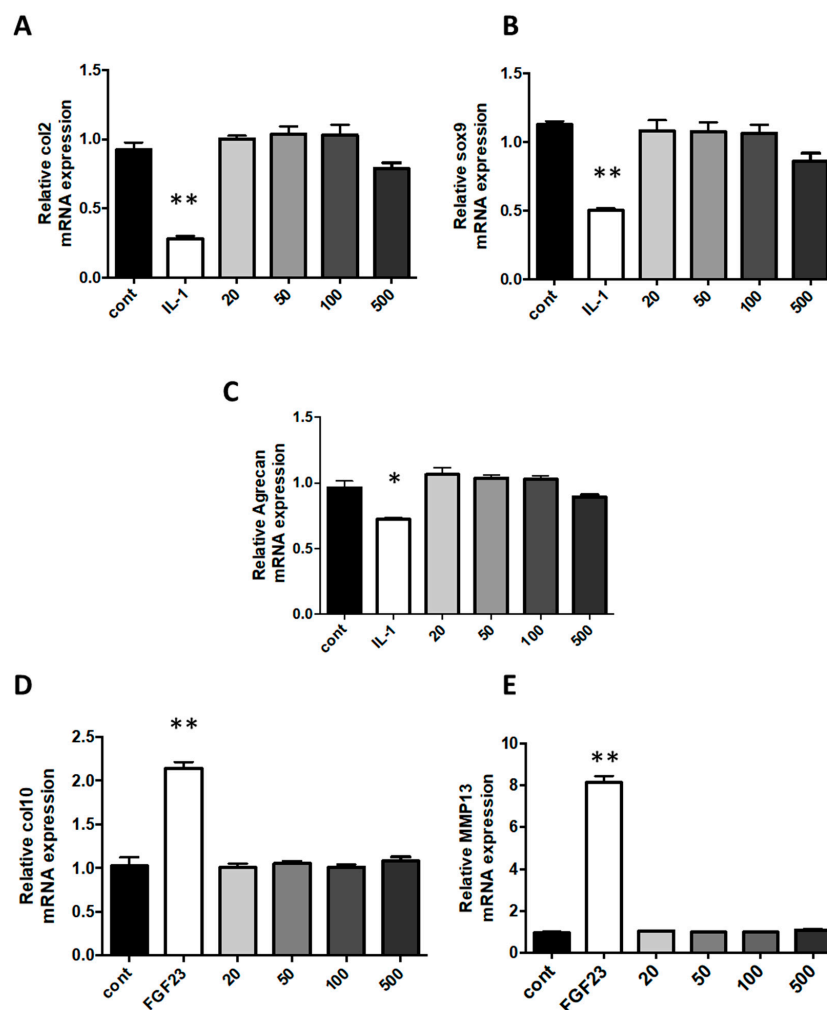 A
Relative col2
mRNA expression
1.5
1.0
0.5
0.0
**
cont
IL-1
20
50
100
500
B
Relative sox9
mRNA expression
1.5
1.0
0.5
0.0
**
cont
IL-1
20
50
100
500
C
Relative Agrecan
mRNA expression
1.5
1.0
0.5
0.0
*
cont
IL-1
20
50
100
500
D
Relative col10
mRNA expression
2.5
2.0
1.5
1.0
0.5
0.0
**
cont
FGF23
20
50
100
500
E
Relative MMP13
mRNA expression
10
8
6
4
2
0
**
cont
FGF23
20
50
100
500